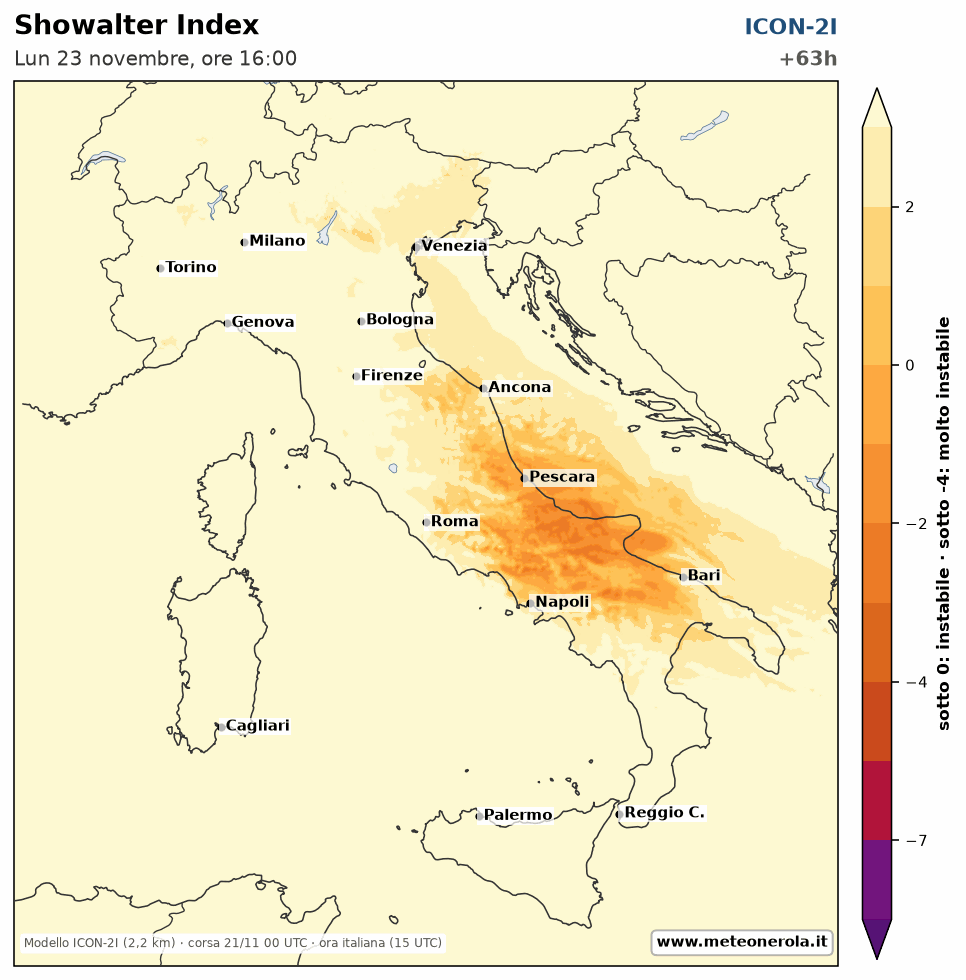 Showalter Index
ICON-2I
Lun 23 novembre, ore 16:00
+63h
Milano
Venezia
Torino
Genova
Bologna
Firenze
Ancona
Pescara
Roma
Bari
Napoli
Cagliari
Palermo
Reggio C.
2
0
−2
−4
−7
sotto 0: instabile · sotto -4: molto instabile
Modello ICON-2I (2,2 km) · corsa 21/11 00 UTC · ora italiana (15 UTC)
www.meteonerola.it